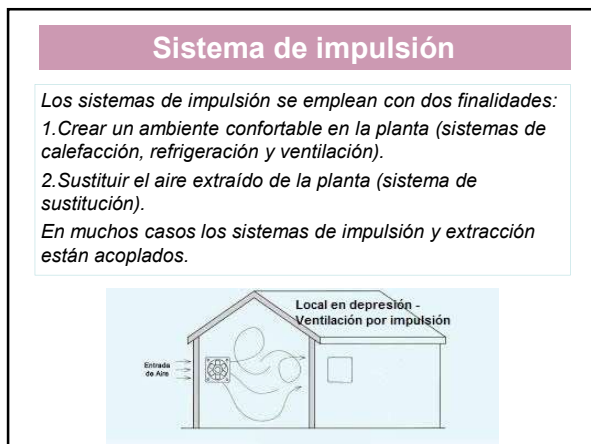 Sistema de impulsión
Los sistemas de impulsión se emplean con dos finalidades:
1.Crear un ambiente confortable en la planta (sistemas de
calefacción, refrigeración y ventilación).
2.Sustituir el aire extraído de la planta (sistema de
sustitución).
En muchos casos los sistemas de impulsión y extracción
están acoplados.
Local en depresión -
Ventilación por impulsión
Entrada
de Aire